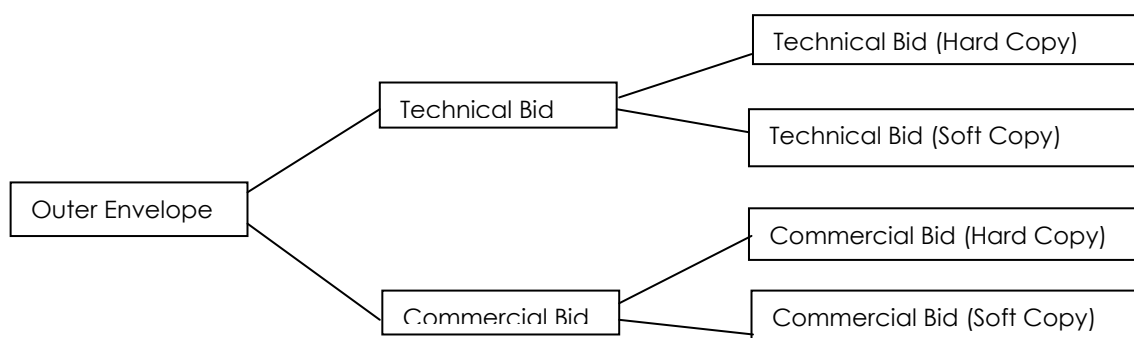 Technical Bid (Hard Copy)
Technical Bid
Technical Bid (Soft Copy)
Outer Envelope
Commercial Bid (Hard Copy)
Commercial Bid
Commercial Bid (Soft Copy)